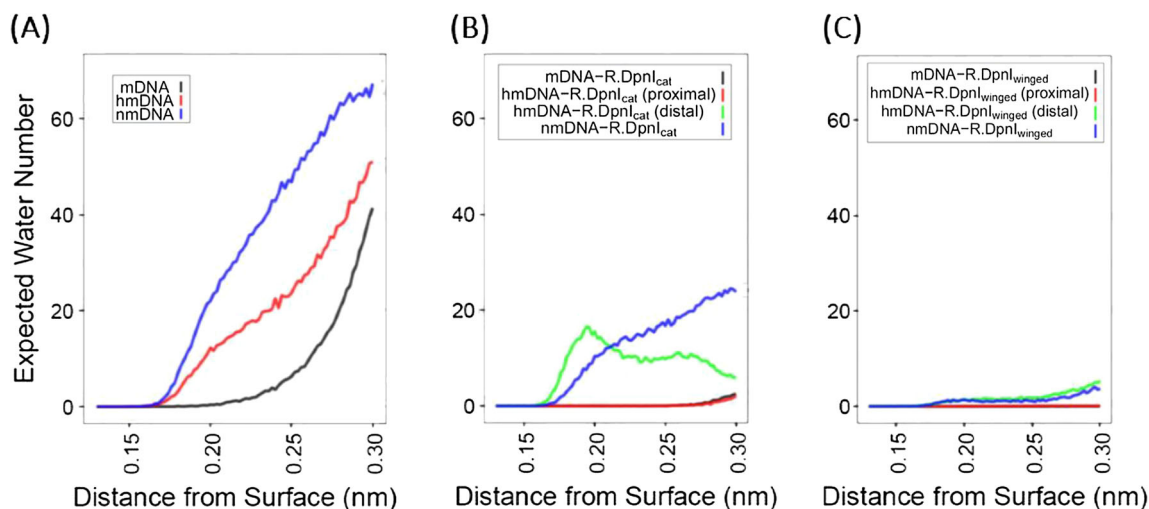 (A)
(B)
(C)
Expected Water Number
mDNA
hmDNA
nmDNA
60
40
20
0
0.15
0.20
0.25
0.30
Distance from Surface (nm)
mDNA-R.DpnIcat
hmDNA-R.DpnIcat (proximal)
hmDNA-R.DpnIcat (distal)
nmDNA-R.DpnIcat
60
40
20
0
0.15
0.20
0.25
0.30
Distance from Surface (nm)
mDNA-R.DpnIwinged
hmDNA-R.DpnIwinged (proximal)
hmDNA-R.DpnIwinged (distal)
nmDNA-R.DpnIwinged
60
40
20
0
0.15
0.20
0.25
0.30
Distance from Surface (nm)